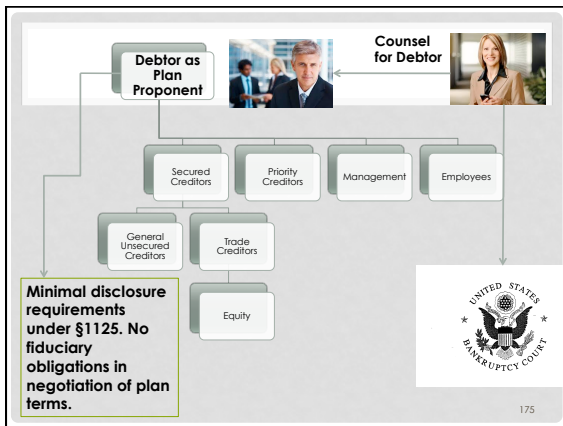 Debtor as
Plan
Proponent
Counsel
for Debtor
Secured
Creditors
Priority
Creditors
Management
Employees
General
Unsecured
Creditors
Trade
Creditors
Equity
Minimal disclosure
requirements
under §1125. No
fiduciary
obligations in
negotiation of plan
terms.
UNITED STATES
BANKRUPTCY COURT
175